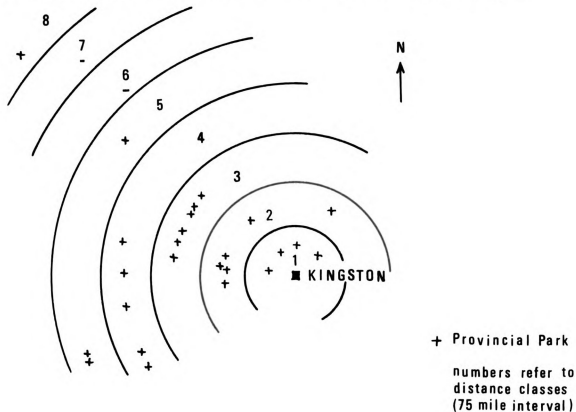 8
7
6
5
4
3
2
1
N
KINGSTON
+ Provincial Park
numbers refer to
distance classes
(75 mile interval)